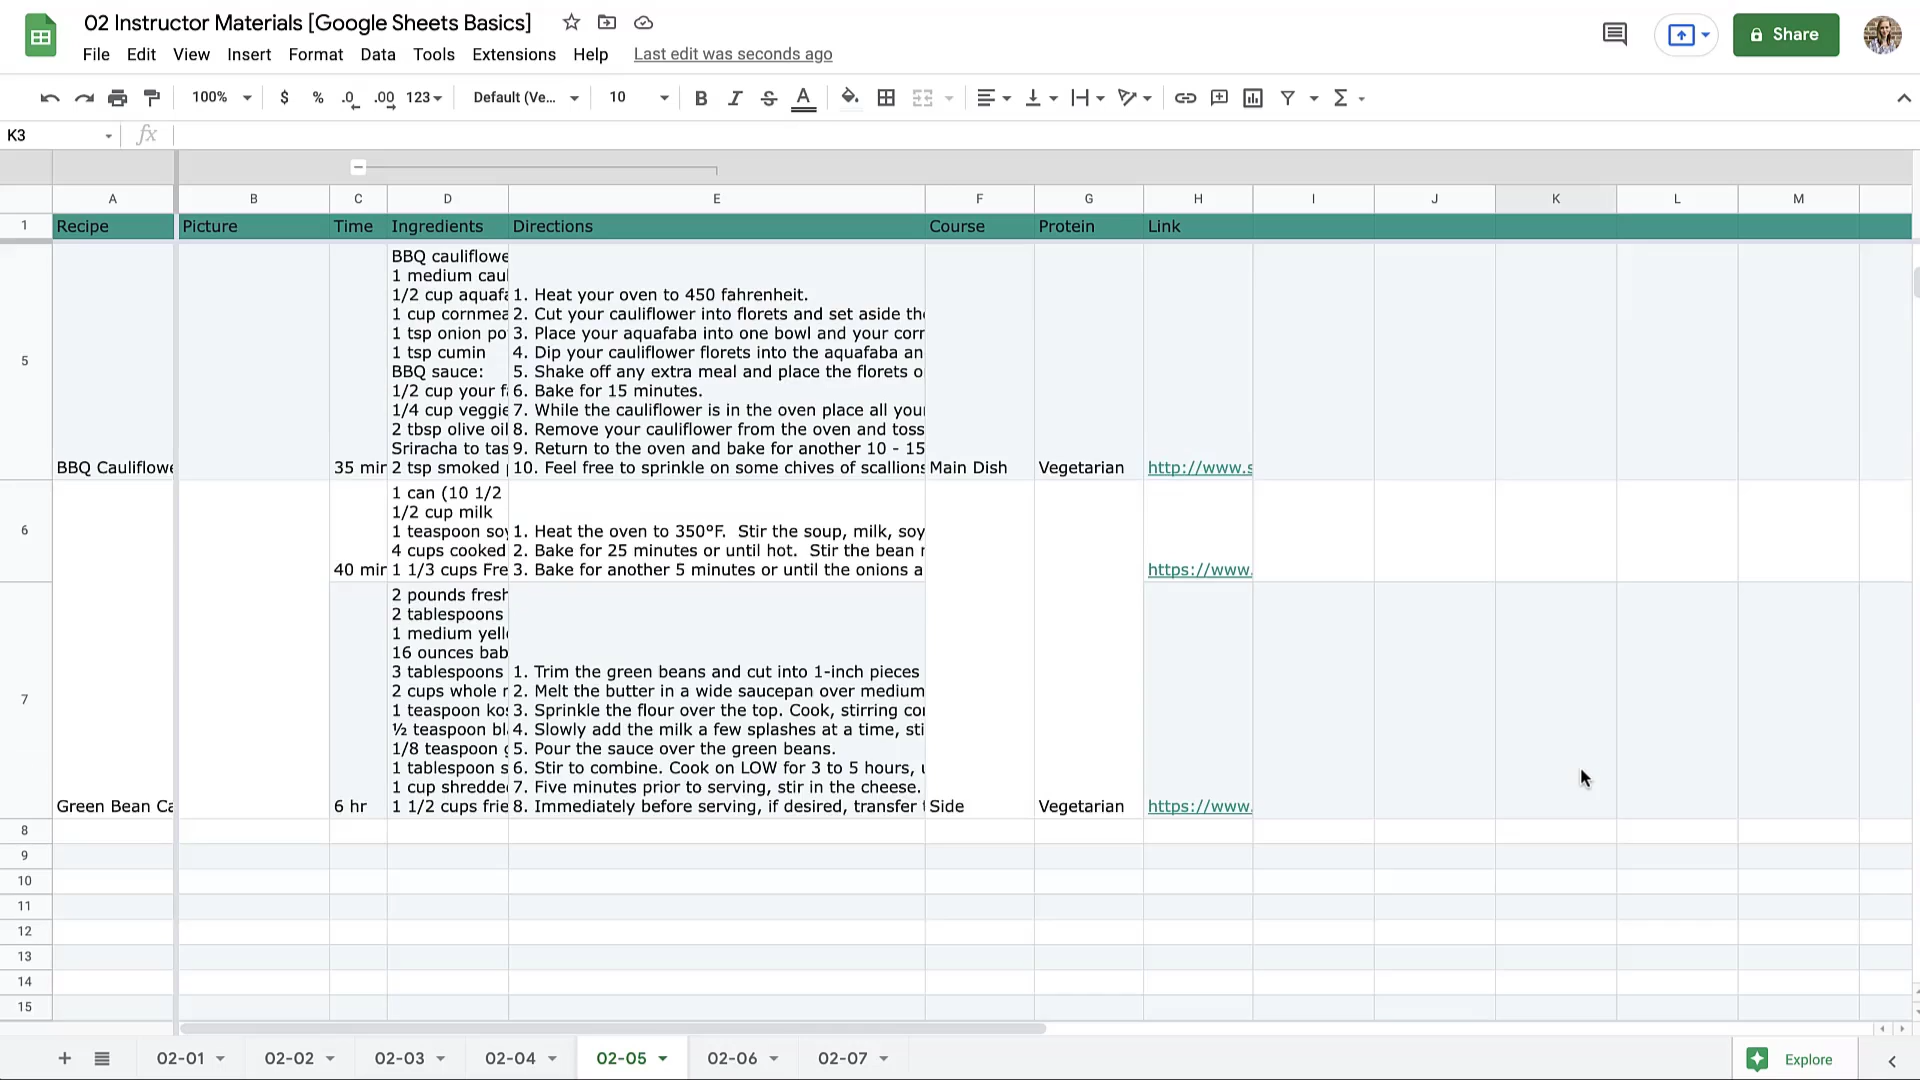 02 Instructor Materials [Google Sheets Basics]
File Edit View Insert Format Data Tools Extensions Help Last edit was seconds ago
Share
100% $ % .0 .00 123 Default (Ve... 10 B I S A Σ
K3 fx
A B C D E F G H I J K L M
1 Recipe Picture Time Ingredients Directions Course Protein Link
BBQ cauliflowe
1 medium caul
1/2 cup aquafa 1. Heat your oven to 450 fahrenheit.
1 cup cornmea 2. Cut your cauliflower into florets and set aside the
1 tsp onion po 3. Place your aquafaba into one bowl and your corr
5 1 tsp cumin 4. Dip your cauliflower florets into the aquafaba an
BBQ sauce: 5. Shake off any extra meal and place the florets o
1/2 cup your f 6. Bake for 15 minutes.
1/4 cup veggie 7. While the cauliflower is in the oven place all your
2 tbsp olive oil 8. Remove your cauliflower from the oven and toss
Sriracha to tas 9. Return to the oven and bake for another 10 - 15
BBQ Cauliflowe 35 min 2 tsp smoked 10. Feel free to sprinkle on some chives of scallions Main Dish Vegetarian http://www.s
1 can (10 1/2
1/2 cup milk
6 1 teaspoon soy 1. Heat the oven to 350°F. Stir the soup, milk, soy
4 cups cooked 2. Bake for 25 minutes or until hot. Stir the bean
40 min 1 1/3 cups Fre 3. Bake for another 5 minutes or until the onions a https://www.
2 pounds fresh
2 tablespoons
1 medium yell
16 ounces bab
3 tablespoons 1. Trim the green beans and cut into 1-inch pieces
2 cups whole 2. Melt the butter in a wide saucepan over medium
7 1 teaspoon kos 3. Sprinkle the flour over the top. Cook, stirring co
½ teaspoon bl 4. Slowly add the milk a few splashes at a time, sti
1/8 teaspoon g 5. Pour the sauce over the green beans.
1 tablespoon s 6. Stir to combine. Cook on LOW for 3 to 5 hours, u
1 cup shredde 7. Five minutes prior to serving, stir in the cheese.
Green Bean Ca 6 hr 1 1/2 cups frie 8. Immediately before serving, if desired, transfer Side Vegetarian https://www.
8
9
10
11
12
13
14
15
02-01 02-02 02-03 02-04 02-05 02-06 02-07 Explore